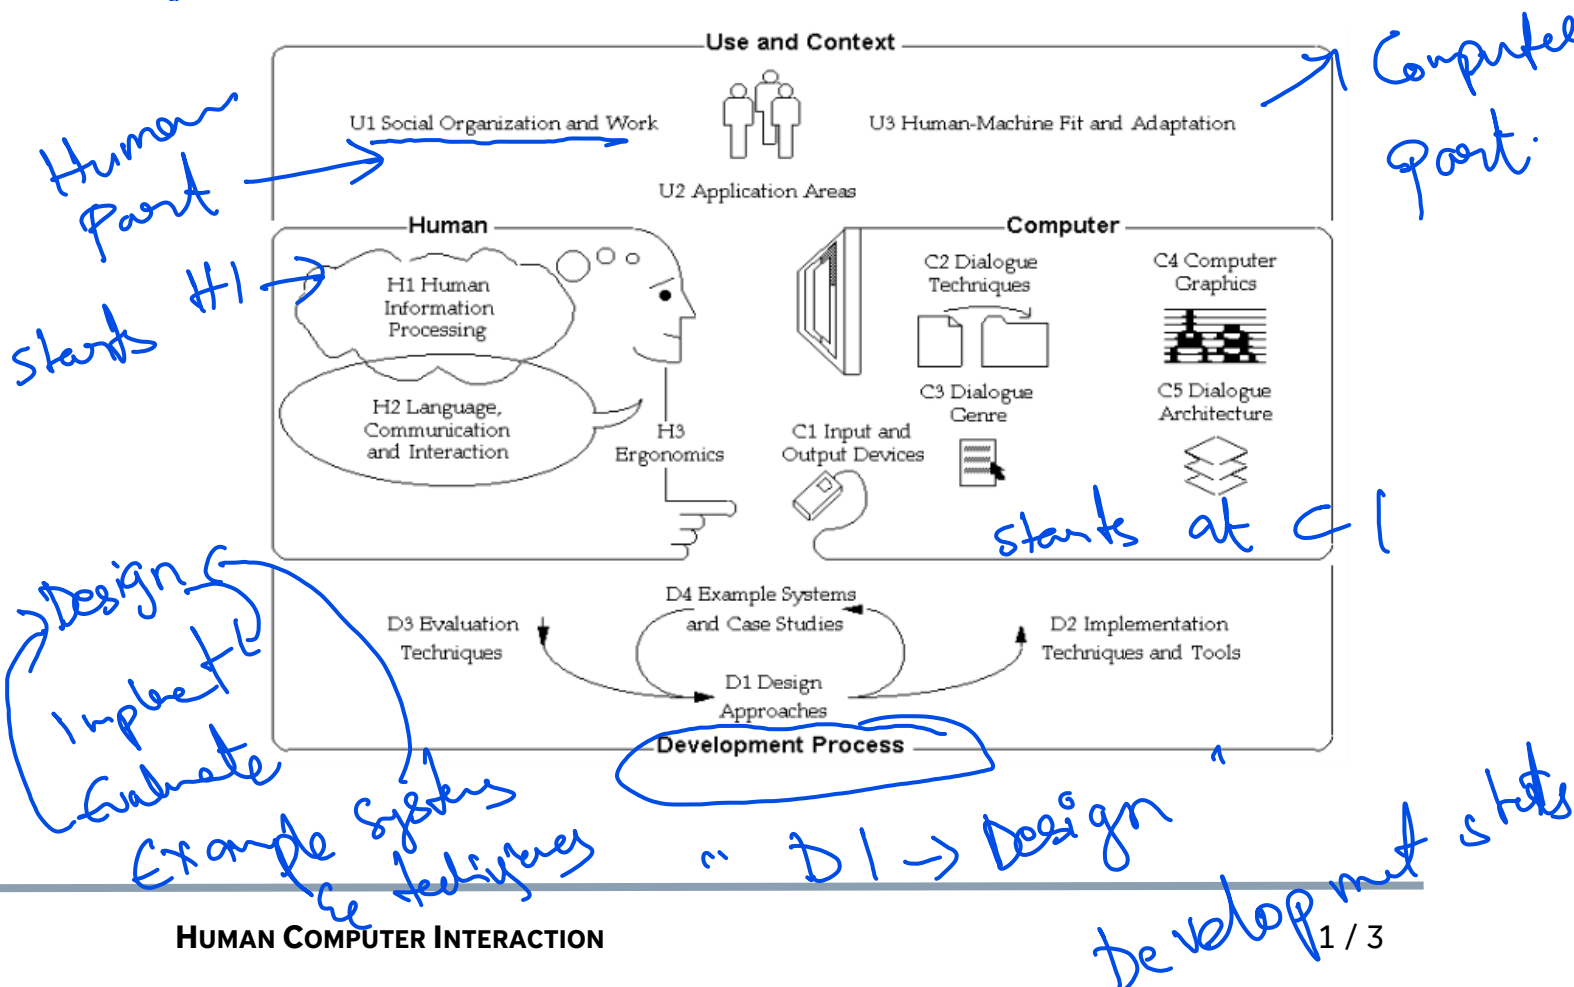 Use and Context
Computer
part.
Human
Part
U1 Social Organization and Work
U3 Human-Machine Fit and Adaptation
U2 Application Areas
Human
Computer
starts H1
H1 Human
Information
Processing
H2 Language,
Communication
and Interaction
H3
Ergonomics
C1 Input and
Output Devices
C2 Dialogue
Techniques
C3 Dialogue
Genre
C4 Computer
Graphics
C5 Dialogue
Architecture
starts at C1
Design
Implement
Evaluate
Example systems
& techniques
D3 Evaluation
Techniques
D4 Example Systems
and Case Studies
D1 Design
Approaches
D2 Implementation
Techniques and Tools
Development Process
" D1 → Design "
Development starts
HUMAN COMPUTER INTERACTION
1 / 3